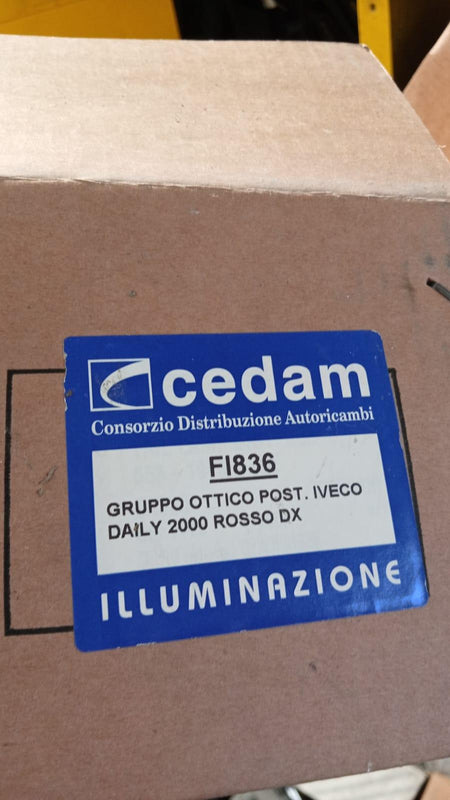 cedam
Consorzio Distribuzione Autoricambi
FI836
GRUPPO OTTICO POST. IVECO
DAILY 2000 ROSSO DX
ILLUMINAZIONE